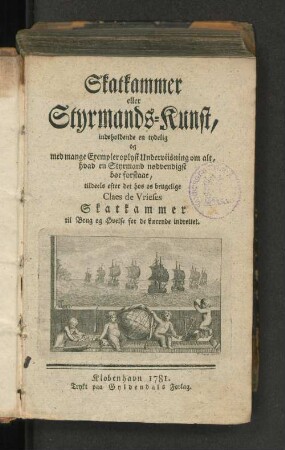 Skatkammer
eller
Styrmands-Kunst,
indeholdende en tydelig
og
med mange Exempler oplyst Underviisning om alt,
hvad en Styrmand nødvendigst
bør forstaae,
tildeels efter det hos os brugelige
Claes de Vrieses
Skatkammer
til Brug og Øvelse for de Lærende indrettet.
Kiøbenhavn 1781.
Trykt paa Gyldendals Forlag.